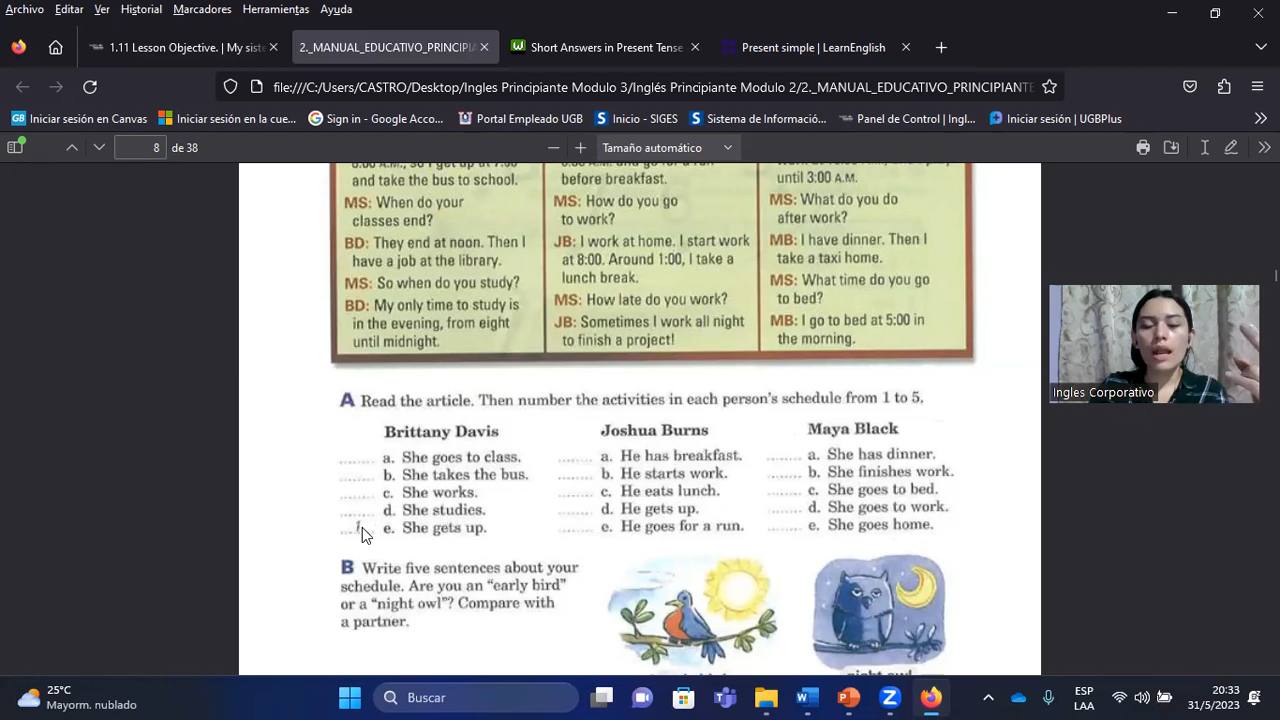 Archivo Editar Ver Historial Marcadores Herramientas Ayuda
1.11 Lesson Objective. | My siste
2._MANUAL_EDUCATIVO_PRINCIPIA
Short Answers in Present Tense
Present simple | LearnEnglish
file:///C:/Users/CASTRO/Desktop/Ingles Principiante Modulo 3/Inglés Principiante Modulo 2/2._MANUAL_EDUCATIVO_PRINCIPIANTE
Iniciar sesión en Canvas
Iniciar sesión en la cue...
Sign in - Google Acco...
Portal Empleado UGB
Inicio - SIGES
Sistema de Informació...
Panel de Control | Ingl...
Iniciar sesión | UGBPlus
8 de 38
Tamaño automático
and take the bus to school.
MS: When do your
classes end?
BD: They end at noon. Then I
have a job at the library.
MS: So when do you study?
BD: My only time to study is
in the evening, from eight
until midnight.
before breakfast.
MS: How do you go
to work?
JB: I work at home. I start work
at 8:00. Around 1:00, I take a
lunch break.
MS: How late do you work?
JB: Sometimes I work all night
to finish a project!
until 3:00 A.M.
MS: What do you do
after work?
MB: I have dinner. Then I
take a taxi home.
MS: What time do you go
to bed?
MB: I go to bed at 5:00 in
the morning.
Ingles Corporativo
A Read the article. Then number the activities in each person's schedule from 1 to 5.
Brittany Davis
a. She goes to class.
b. She takes the bus.
c. She works.
d. She studies.
e. She gets up.
Joshua Burns
a. He has breakfast.
b. He starts work.
c. He eats lunch.
d. He gets up.
e. He goes for a run.
Maya Black
a. She has dinner.
b. She finishes work.
c. She goes to bed.
d. She goes to work.
e. She goes home.
B Write five sentences about your
schedule. Are you an "early bird"
or a "night owl"? Compare with
a partner.
night owl
25°C
Mayorm. nublado
Buscar
ESP
LAA
20:33
31/5/2023